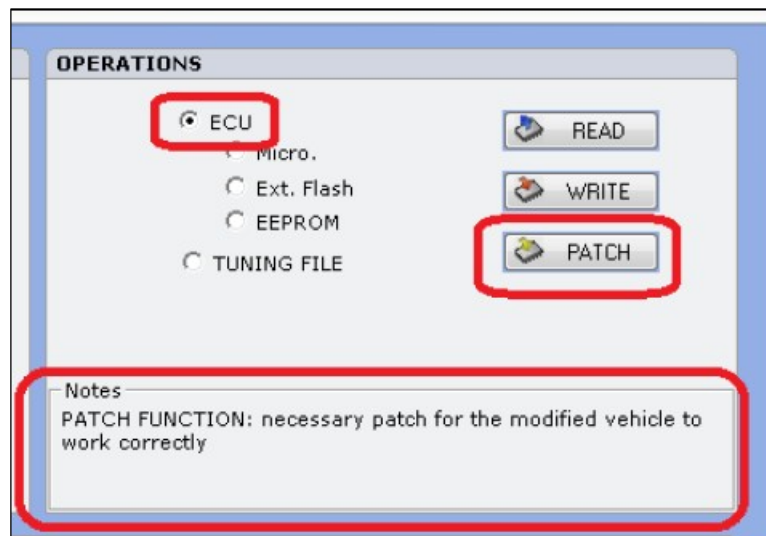 OPERATIONS
ECU
READ
Micro.
Ext. Flash
WRITE
EEPROM
PATCH
TUNING FILE
Notes
PATCH FUNCTION: necessary patch for the modified vehicle to
work correctly